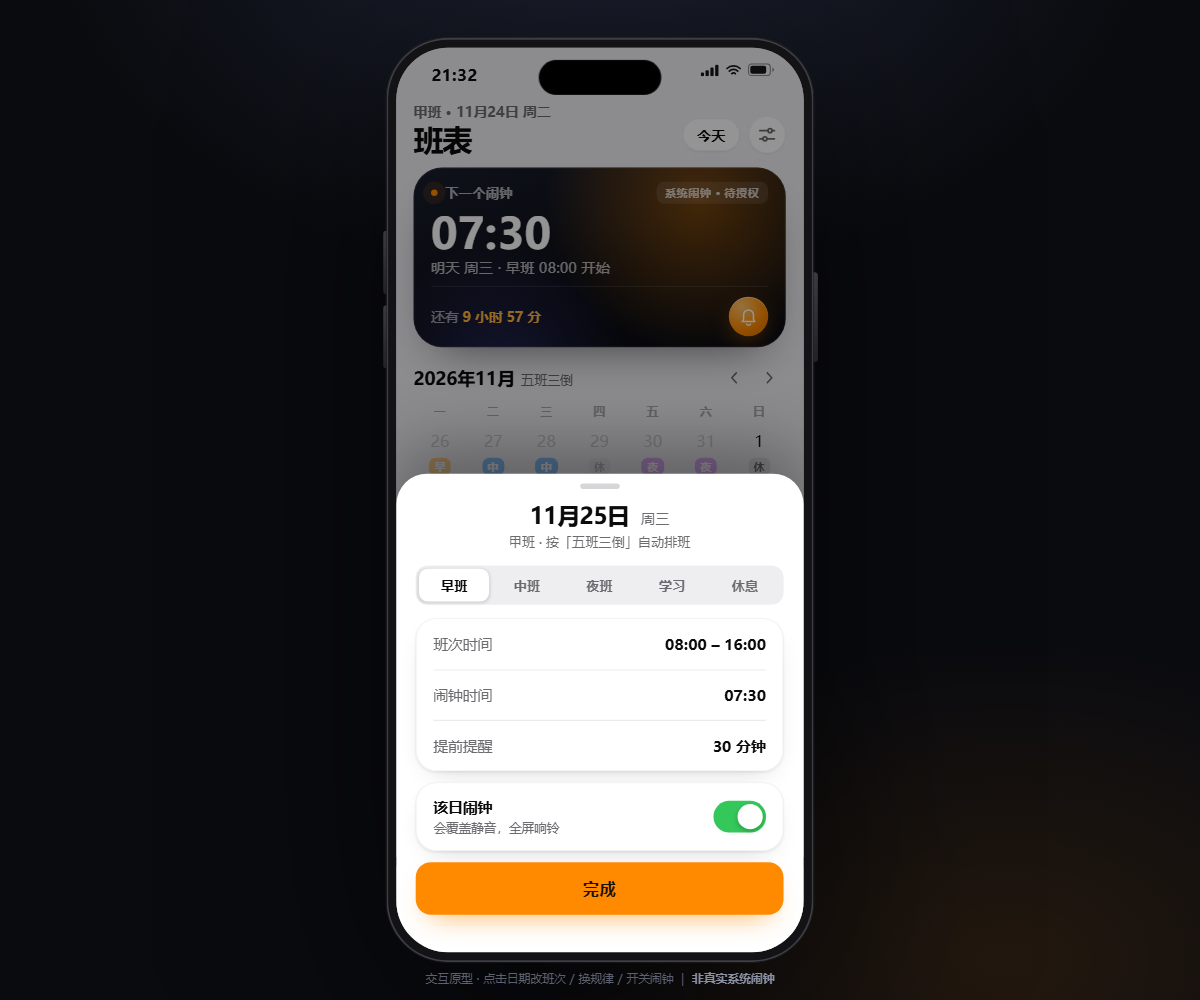 21:32
甲班 • 11月24日 周二
班表
今天
下一个闹钟
系统闹钟 • 待授权
07:30
明天 周三 · 早班 08:00 开始
还有 9 小时 57 分
2026年11月 五班三倒
一 二 三 四 五 六 日
26 27 28 29 30 31 1
早 中 中 休 夜 夜 休
11月25日 周三
甲班 · 按「五班三倒」自动排班
早班 中班 夜班 学习 休息
班次时间 08:00 – 16:00
闹钟时间 07:30
提前提醒 30 分钟
该日闹钟
会覆盖静音，全屏响铃
完成
交互原型 · 点击日期改班次 / 换规律 / 开关闹钟 ｜ 非真实系统闹钟